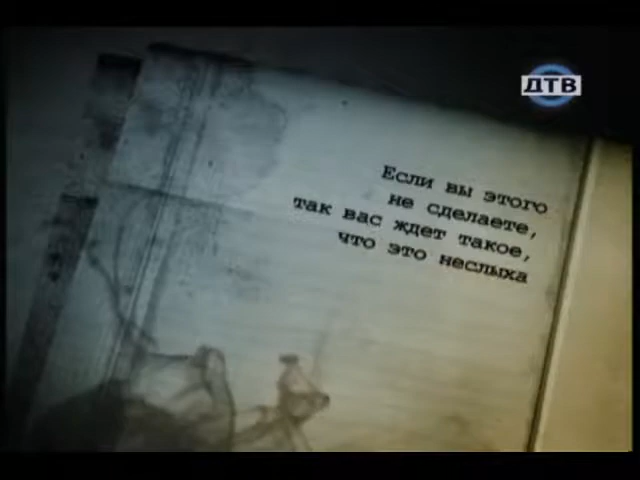 ДТВ
Если вы этого
не сделаете,
так вас ждет такое,
что это неслыха